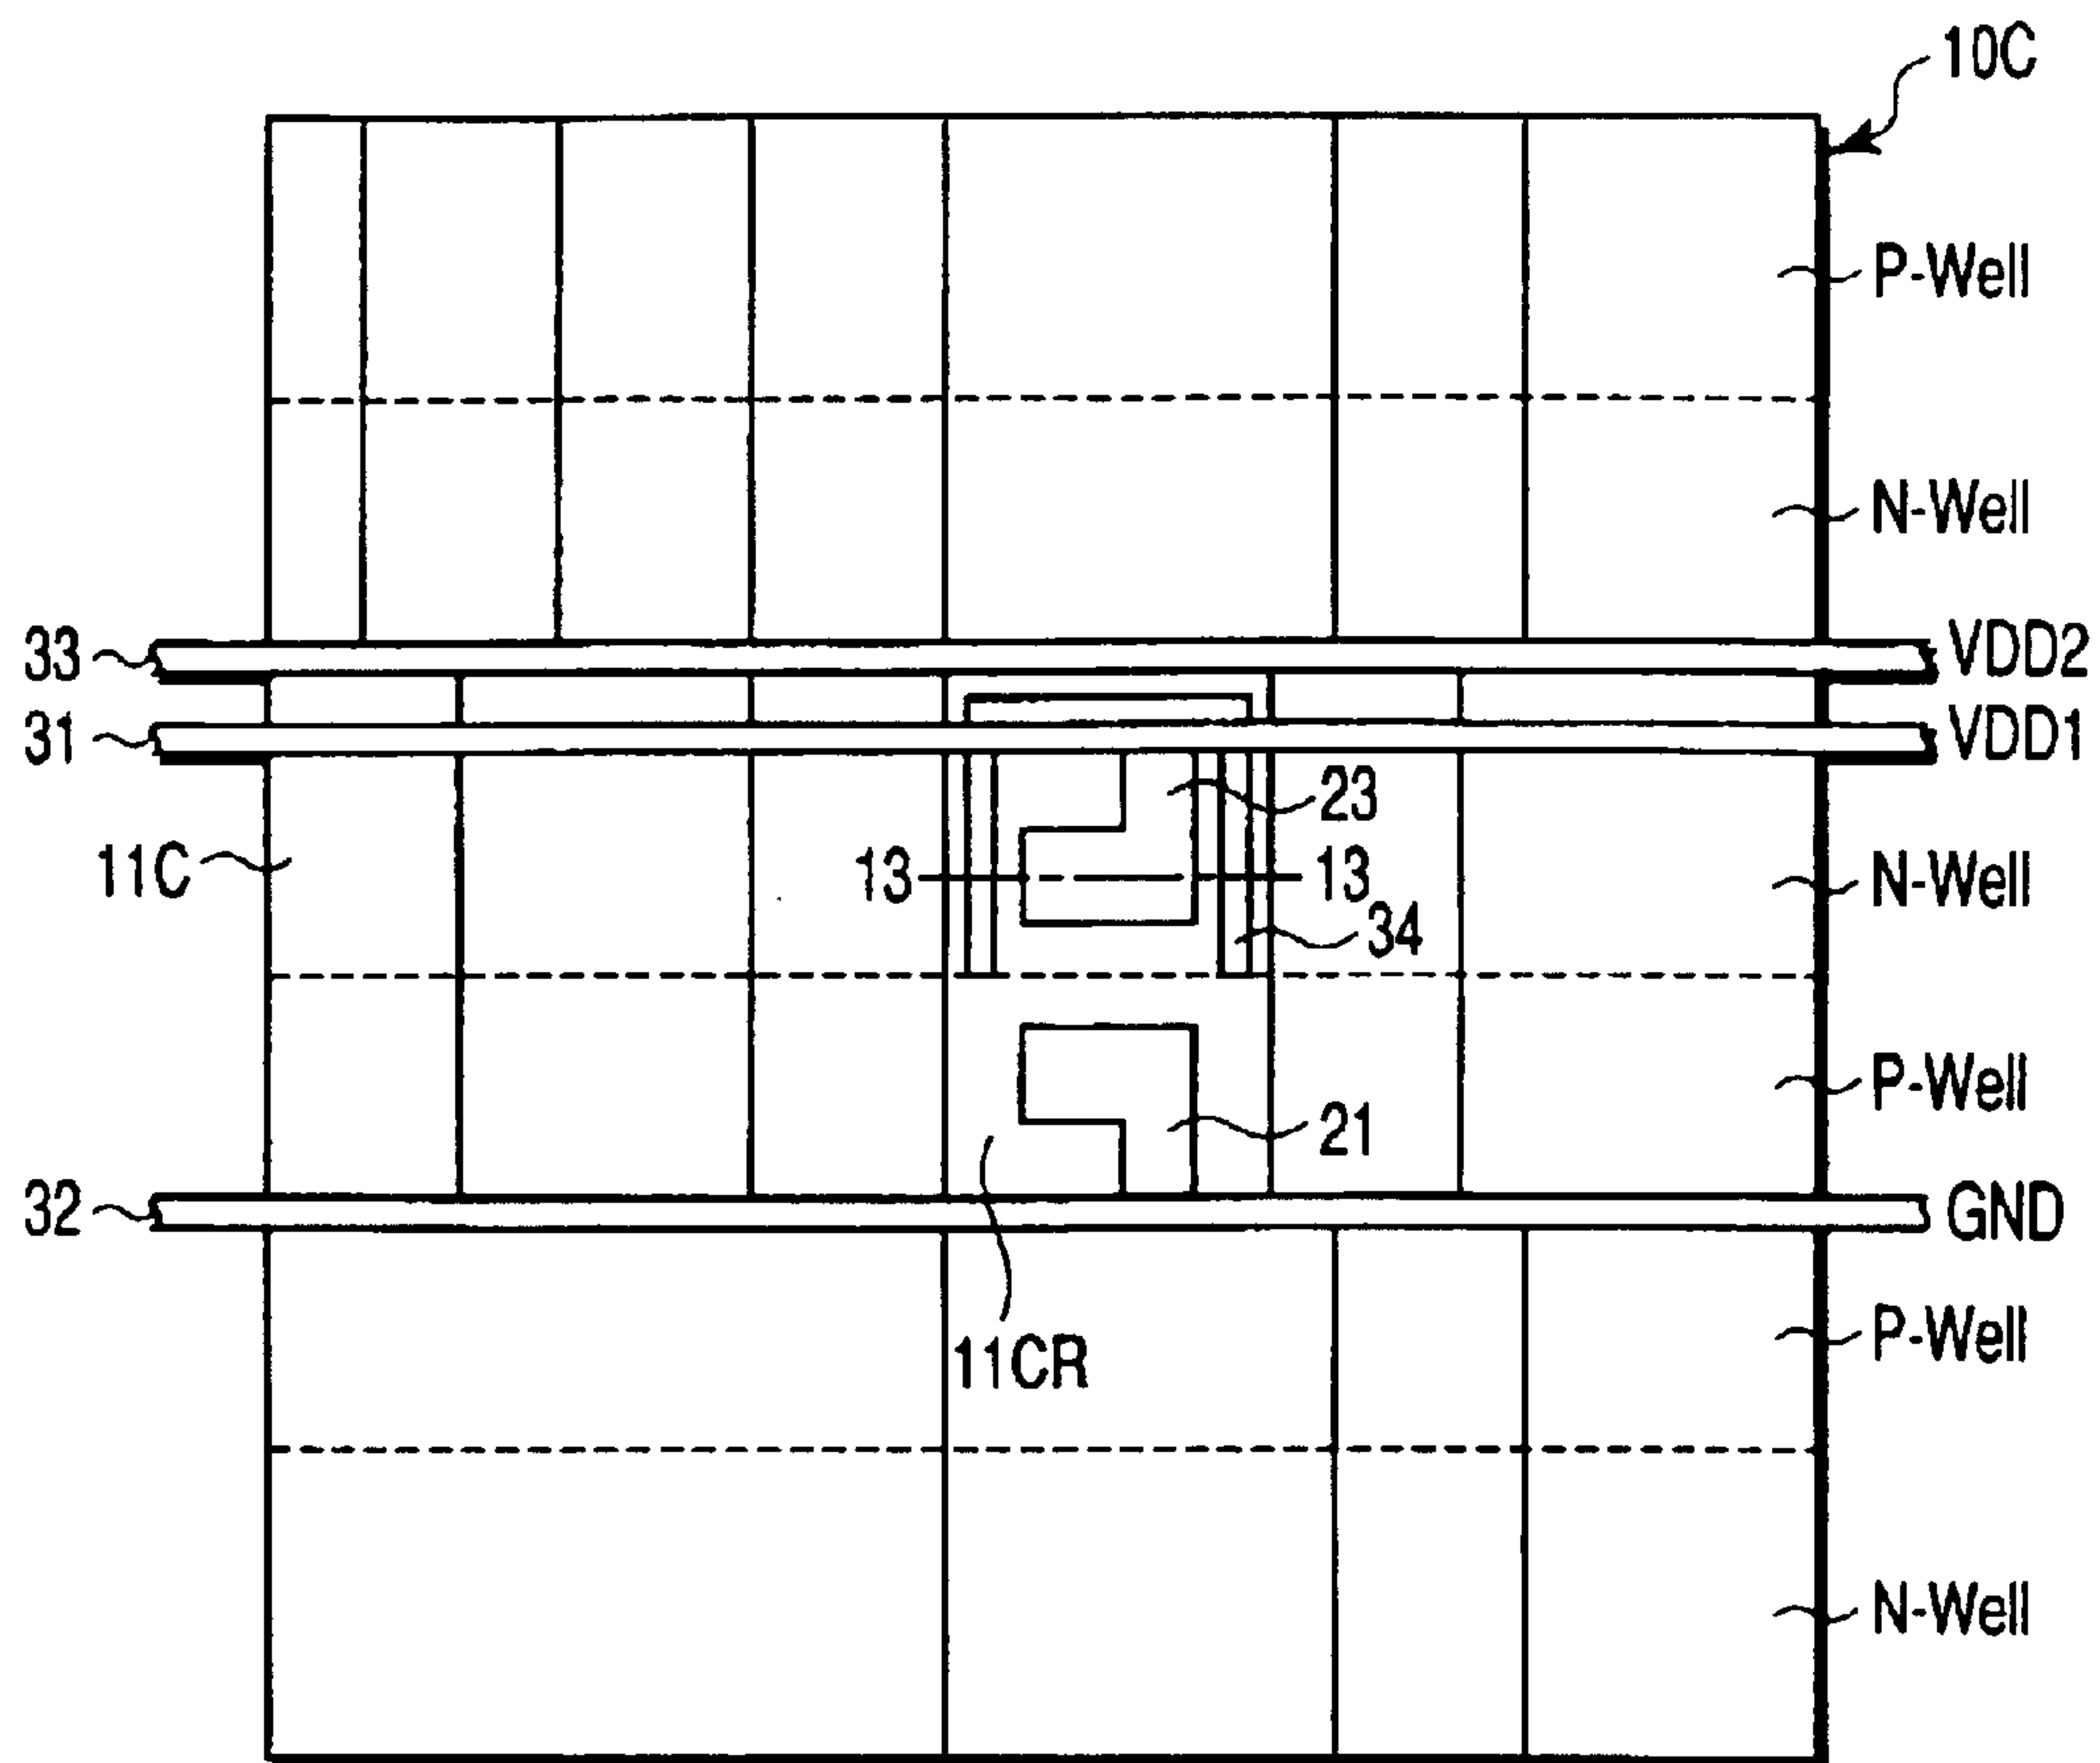 10C
P-Well
N-Well
33
VDD2
31
VDD1
23
11C
13
13
N-Well
34
P-Well
21
32
GND
P-Well
11CR
N-Well